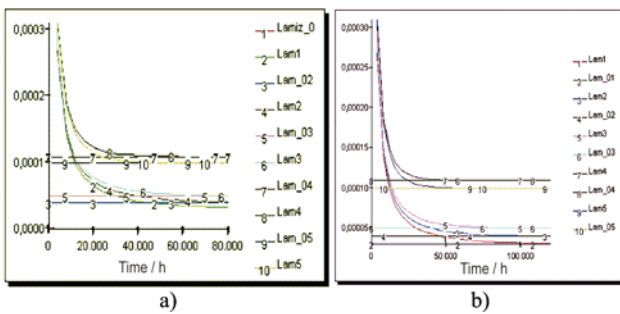 0,0003
0,0002
0,0001
0,0000
0 20.000 40.000 60.000 80.000
Time / h
1 Lamiz_0
2 Lam1
3 Lam_02
4 Lam2
5 Lam_03
6 Lam3
7 Lam_04
8 Lam4
9 Lam_05
10 Lam5
a)
0,00030
0,00025
0,00020
0,00015
0,00010
0,00005
0 50.000 100.000
Time / h
1 Lam1
2 Lam_01
3 Lam2
4 Lam_02
5 Lam3
6 Lam_03
7 Lam4
8 Lam_04
9 Lam5
10 Lam_05
b)